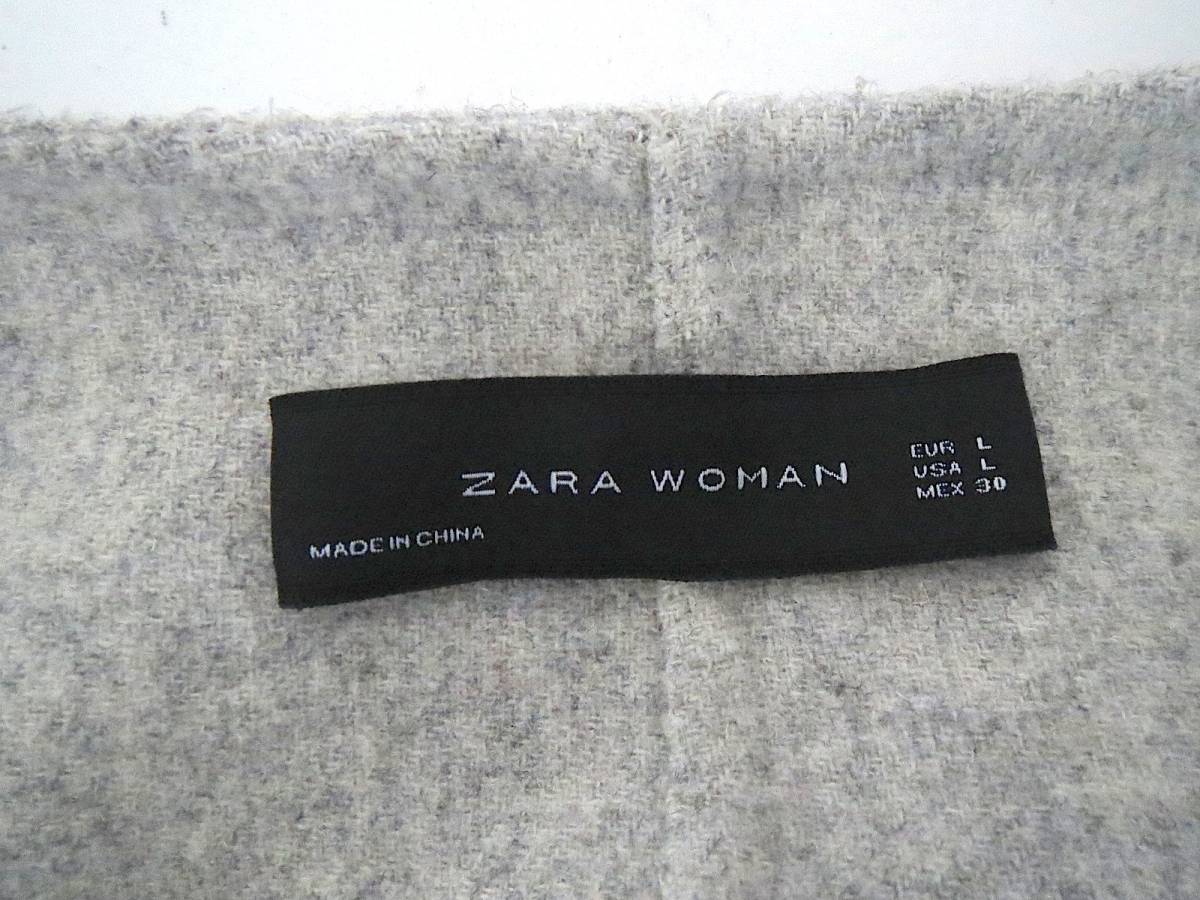 ZARA WOMAN
EUR L
USA L
MEX 30
MADE IN CHINA